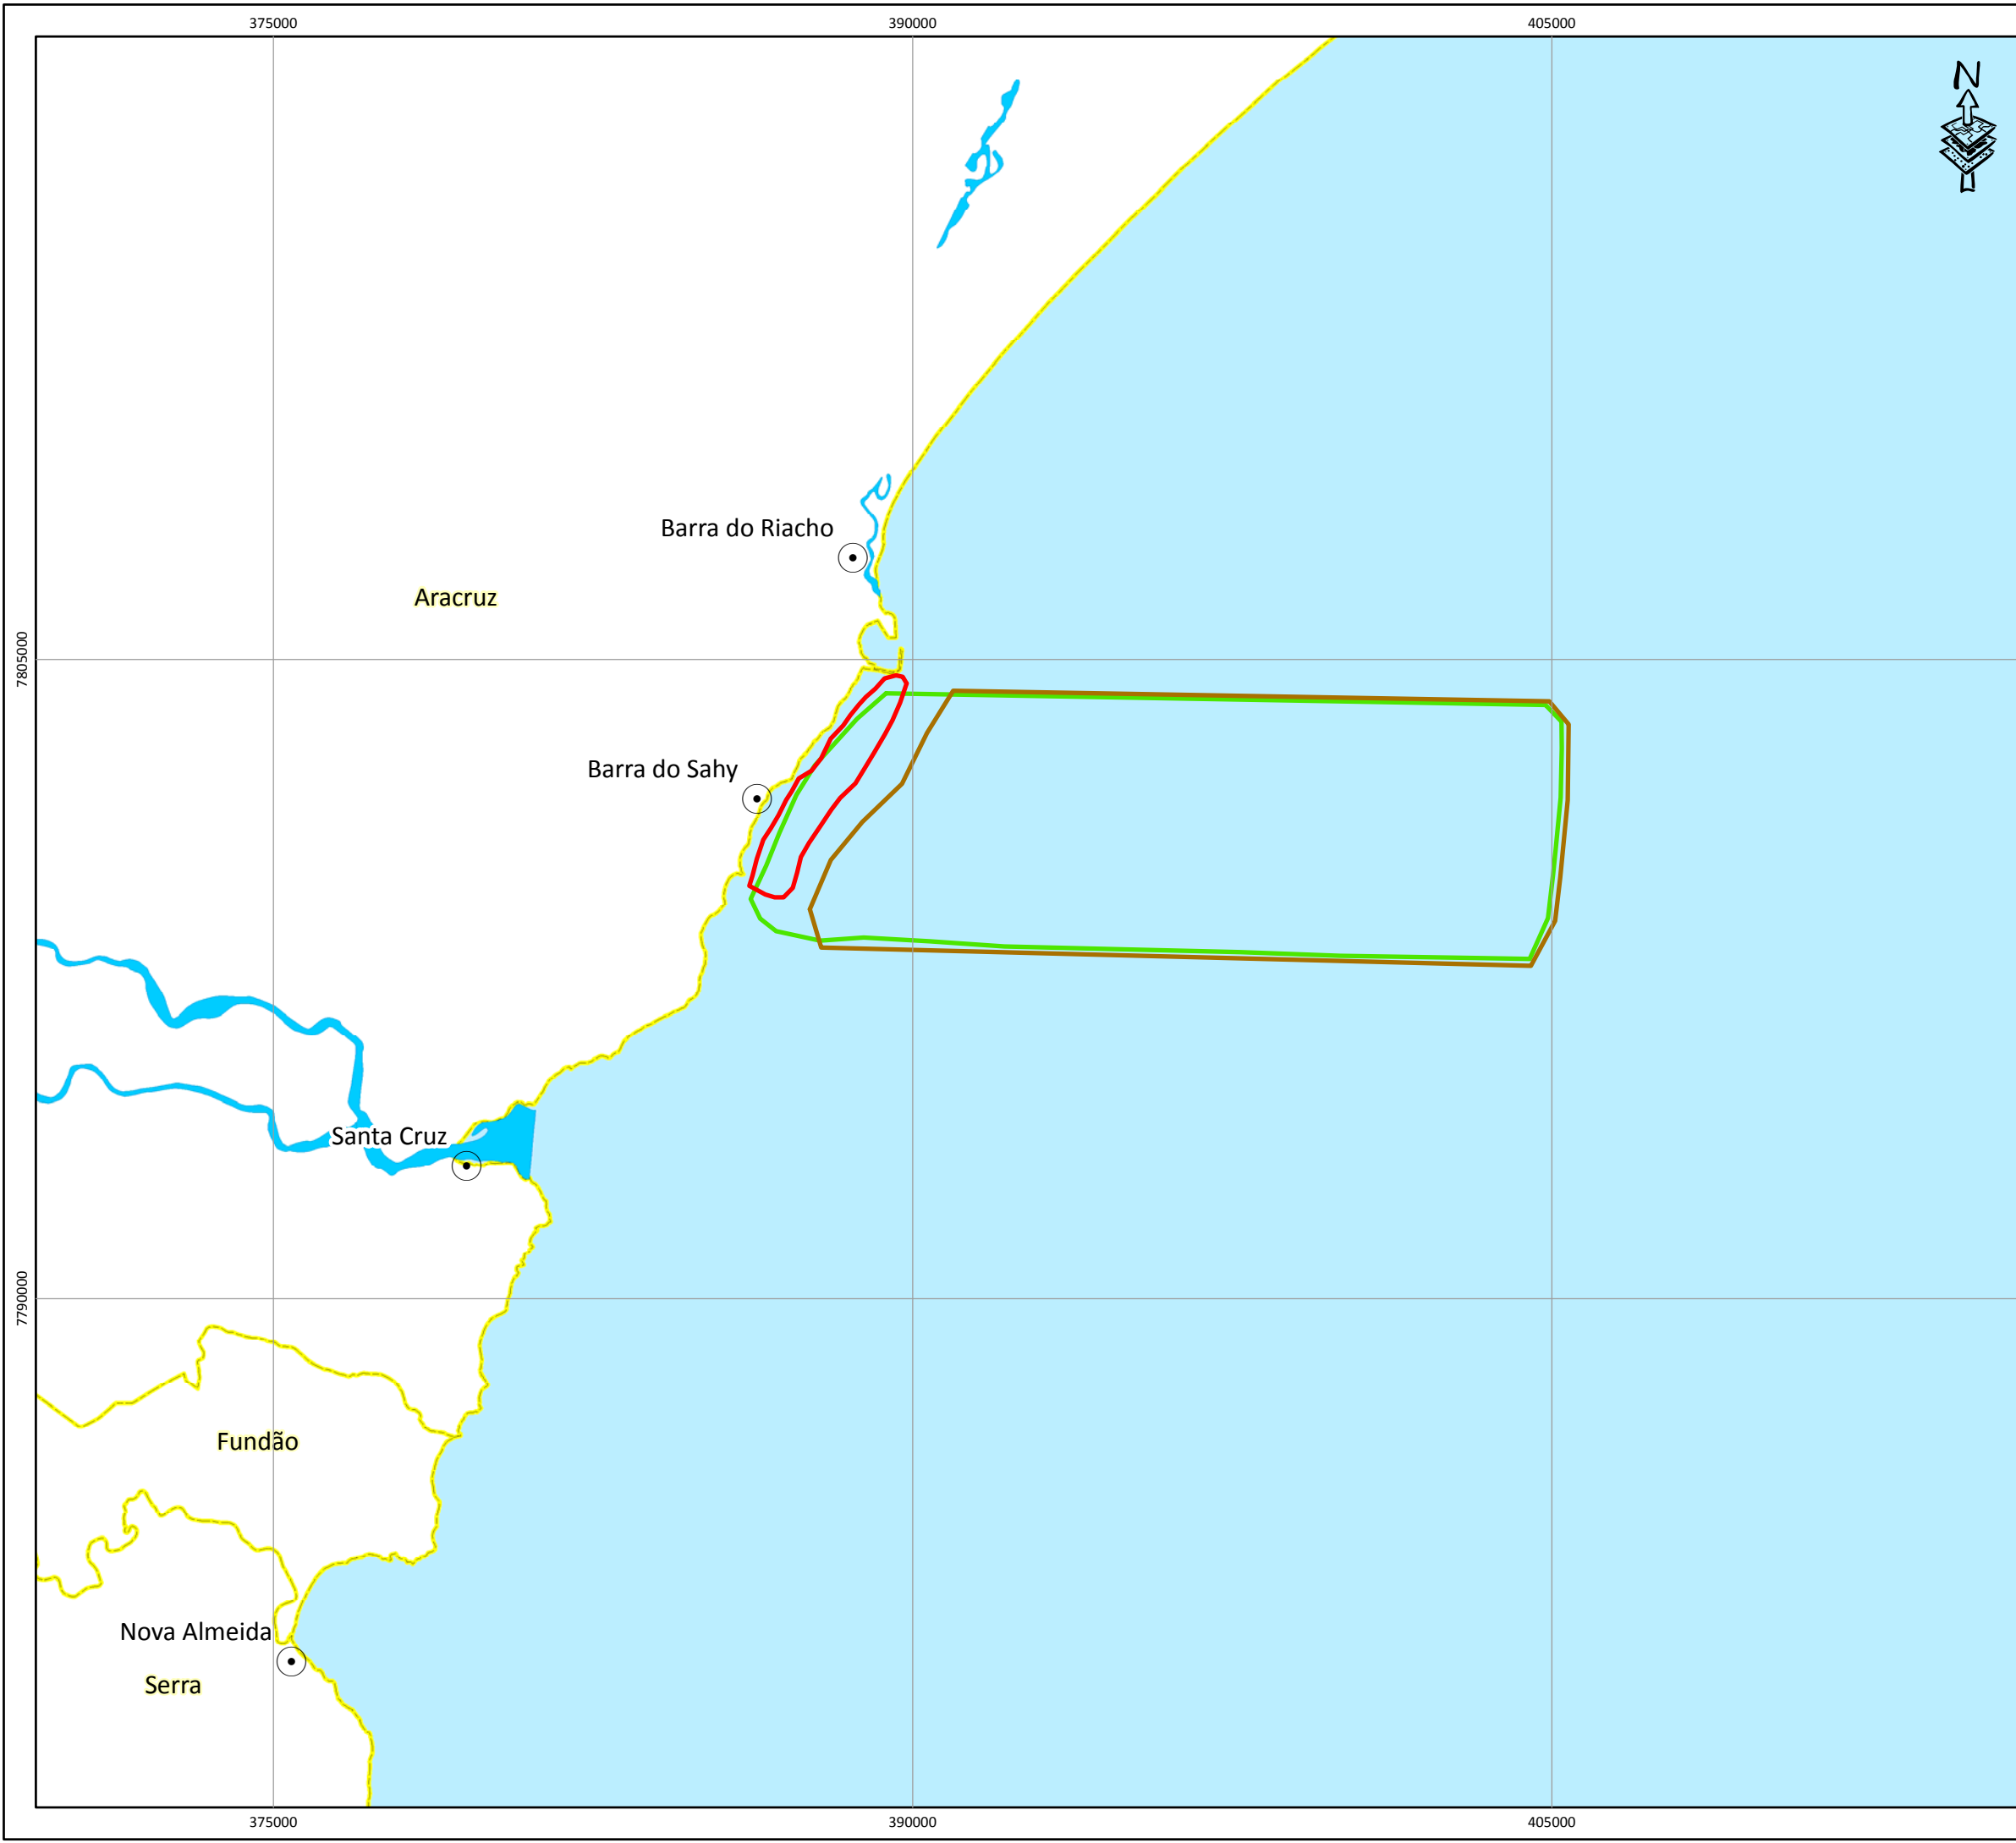 375000
390000
405000
N
Barra do Riacho
Aracruz
7805000
Barra do Sahy
Santa Cruz
7790000
Fundão
Nova Almeida
Serra
375000
390000
405000